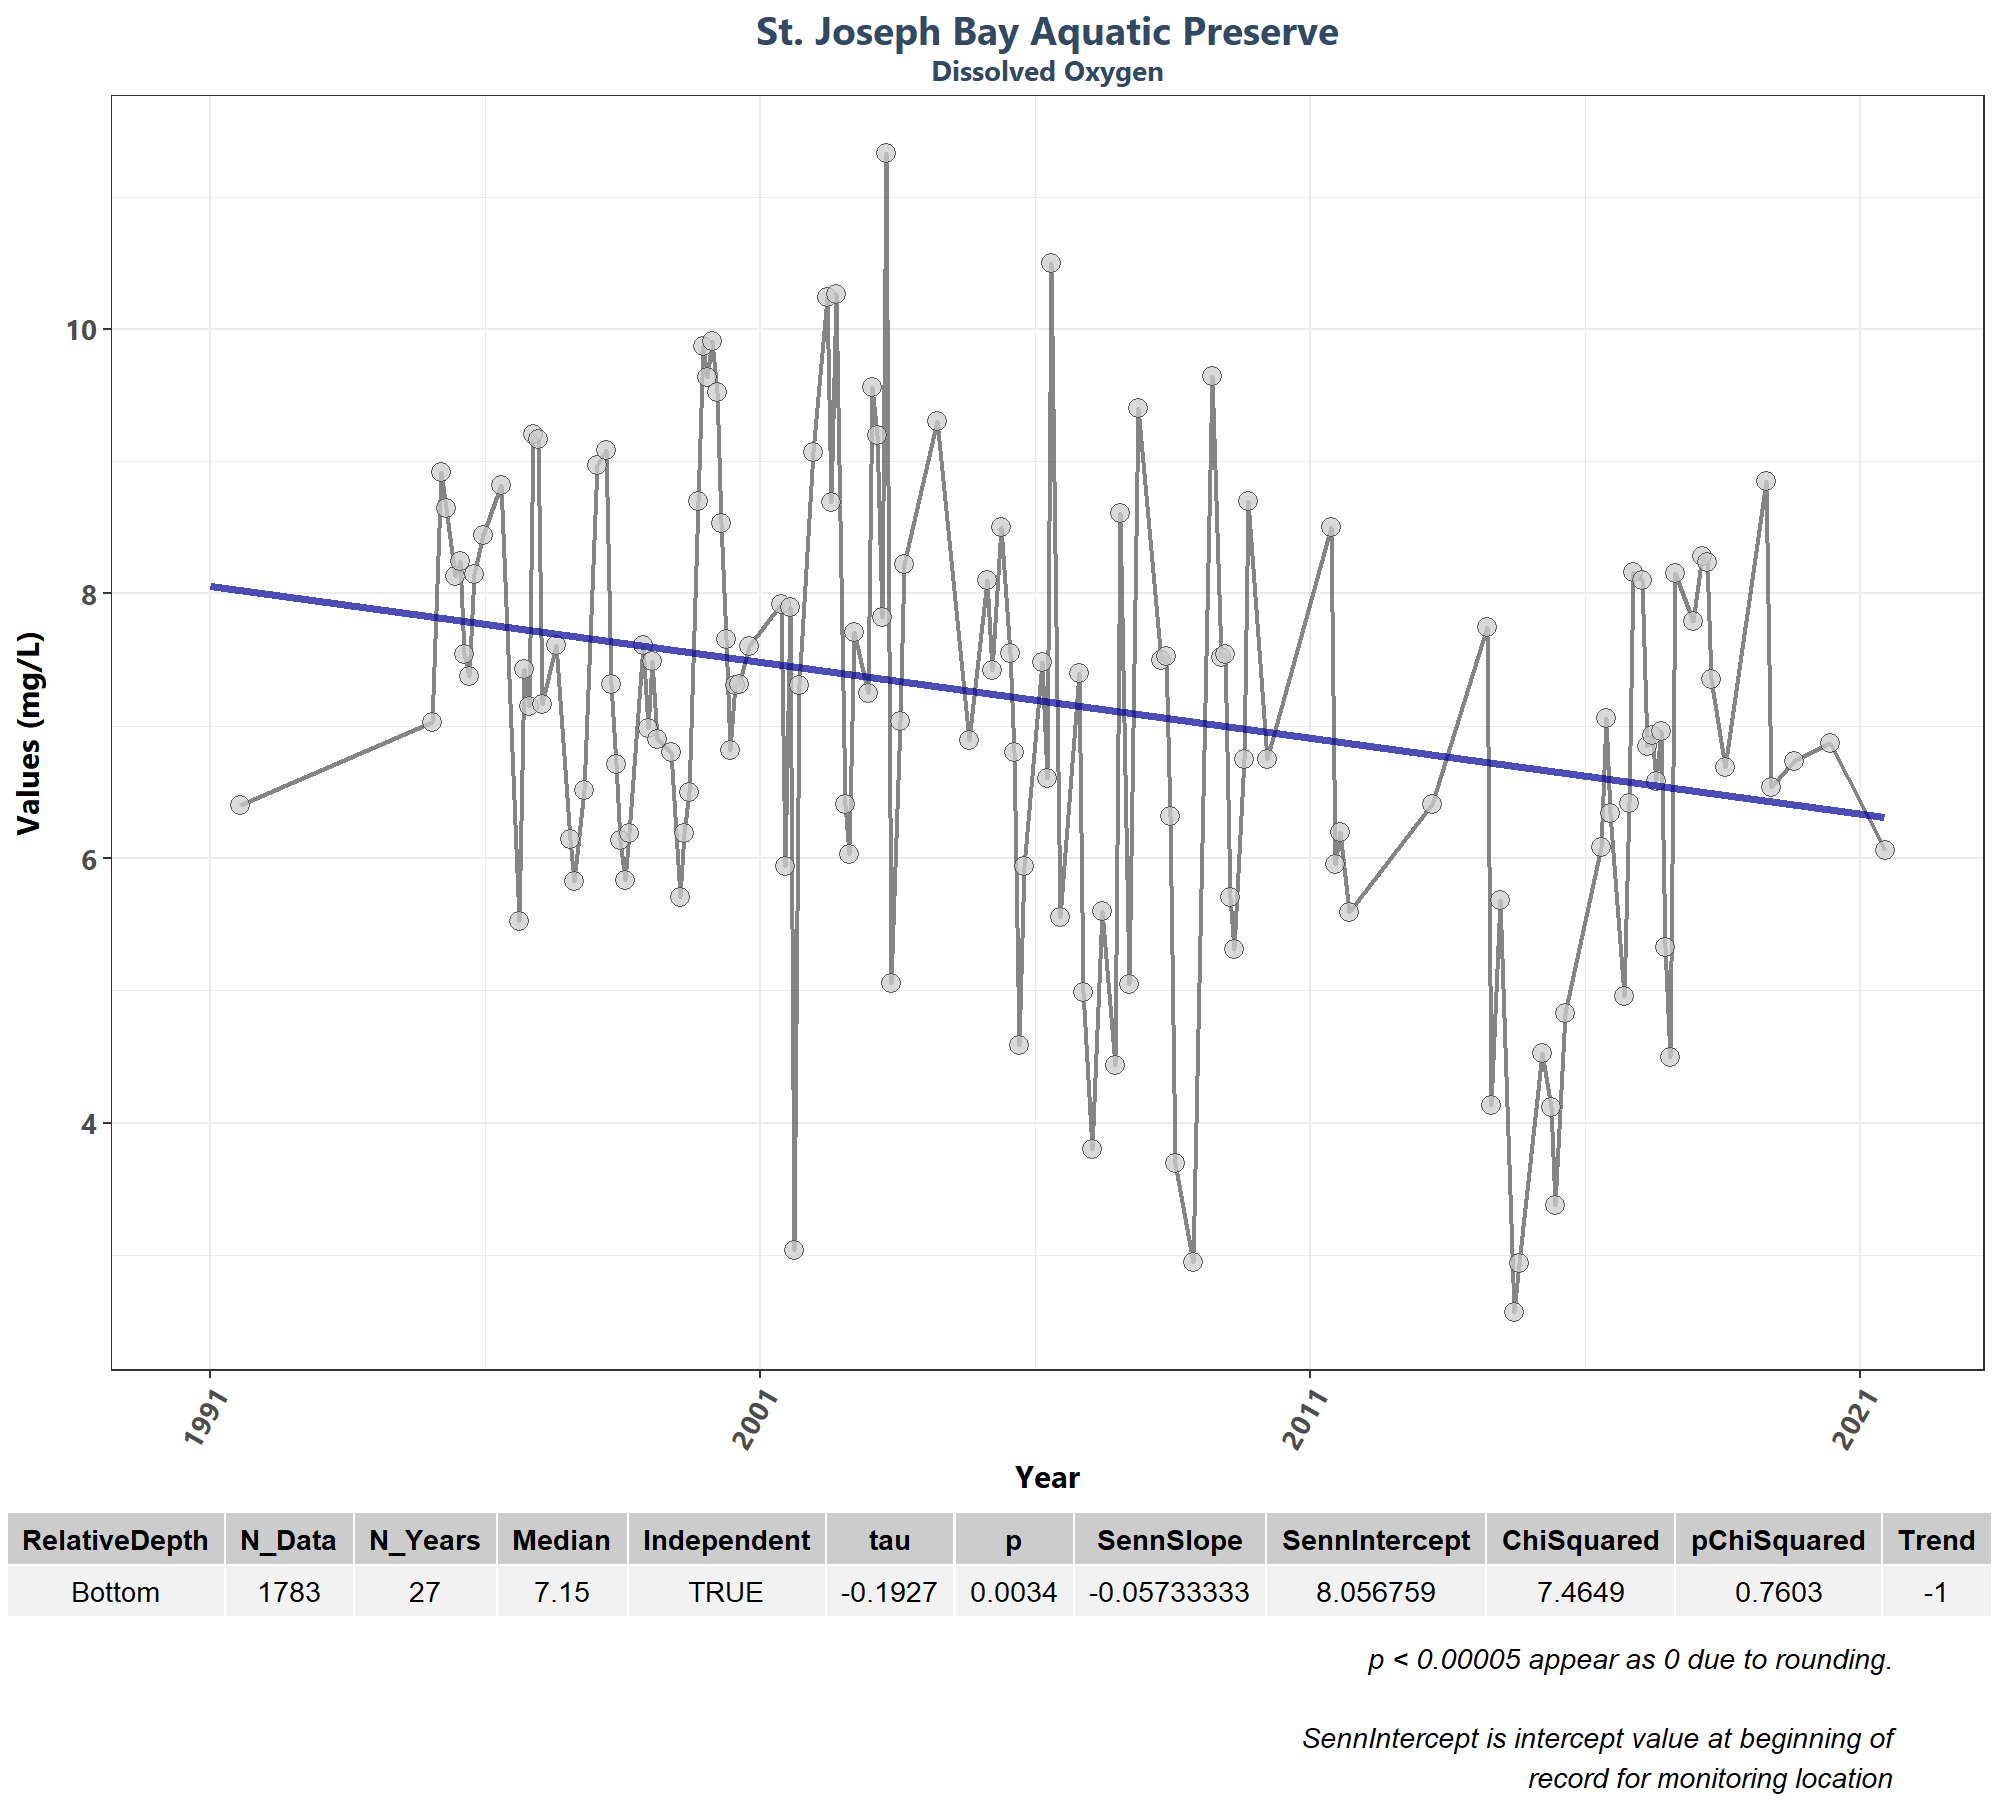 St. Joseph Bay Aquatic Preserve
Dissolved Oxygen
Values (mg/L)
10
8
6
4
1991 2001 2011 2021
Year
RelativeDepth N_Data N_Years Median Independent tau p SennSlope SennIntercept ChiSquared pChiSquared Trend
Bottom 1783 27 7.15 TRUE -0.1927 0.0034 -0.05733333 8.056759 7.4649 0.7603 -1
p < 0.00005 appear as 0 due to rounding.
SennIntercept is intercept value at beginning of
record for monitoring location